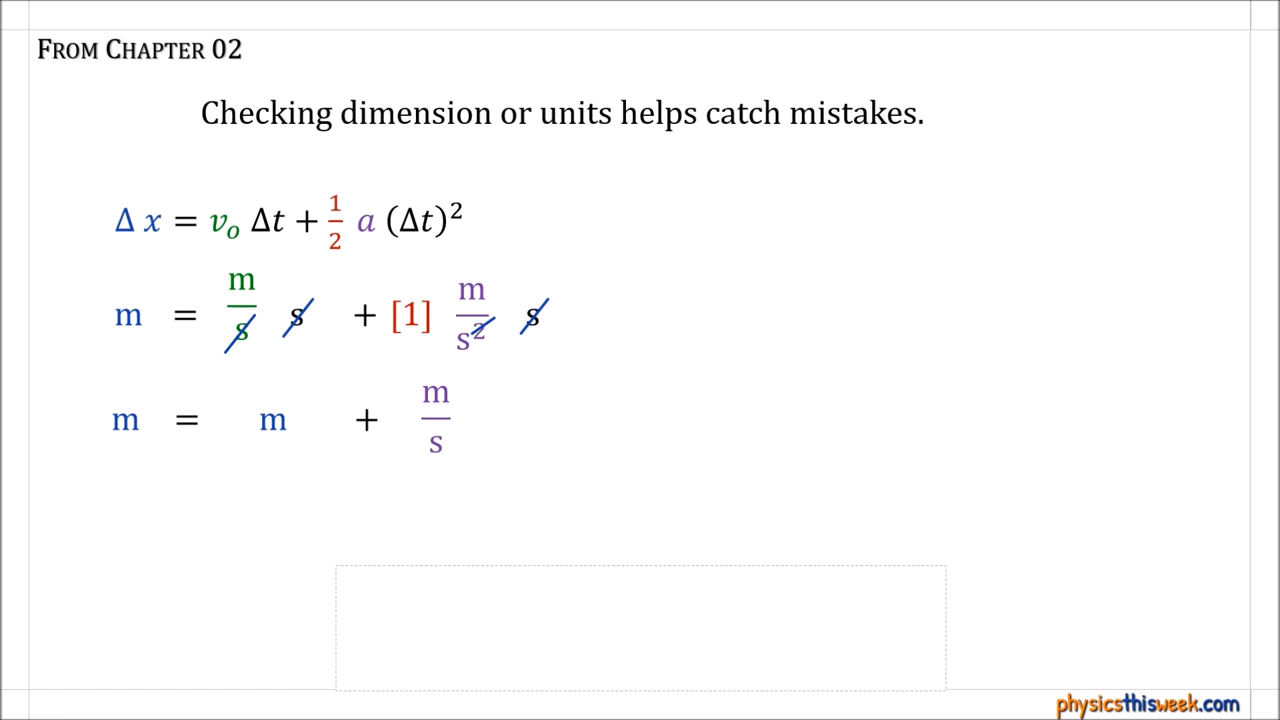 FROM CHAPTER 02
Checking dimension or units helps catch mistakes.
Δ x = v₀ Δt + 1/2 a (Δt)²
m = m/s s + [1] m/s² s
m = m + m/s
physicsthisweek.com